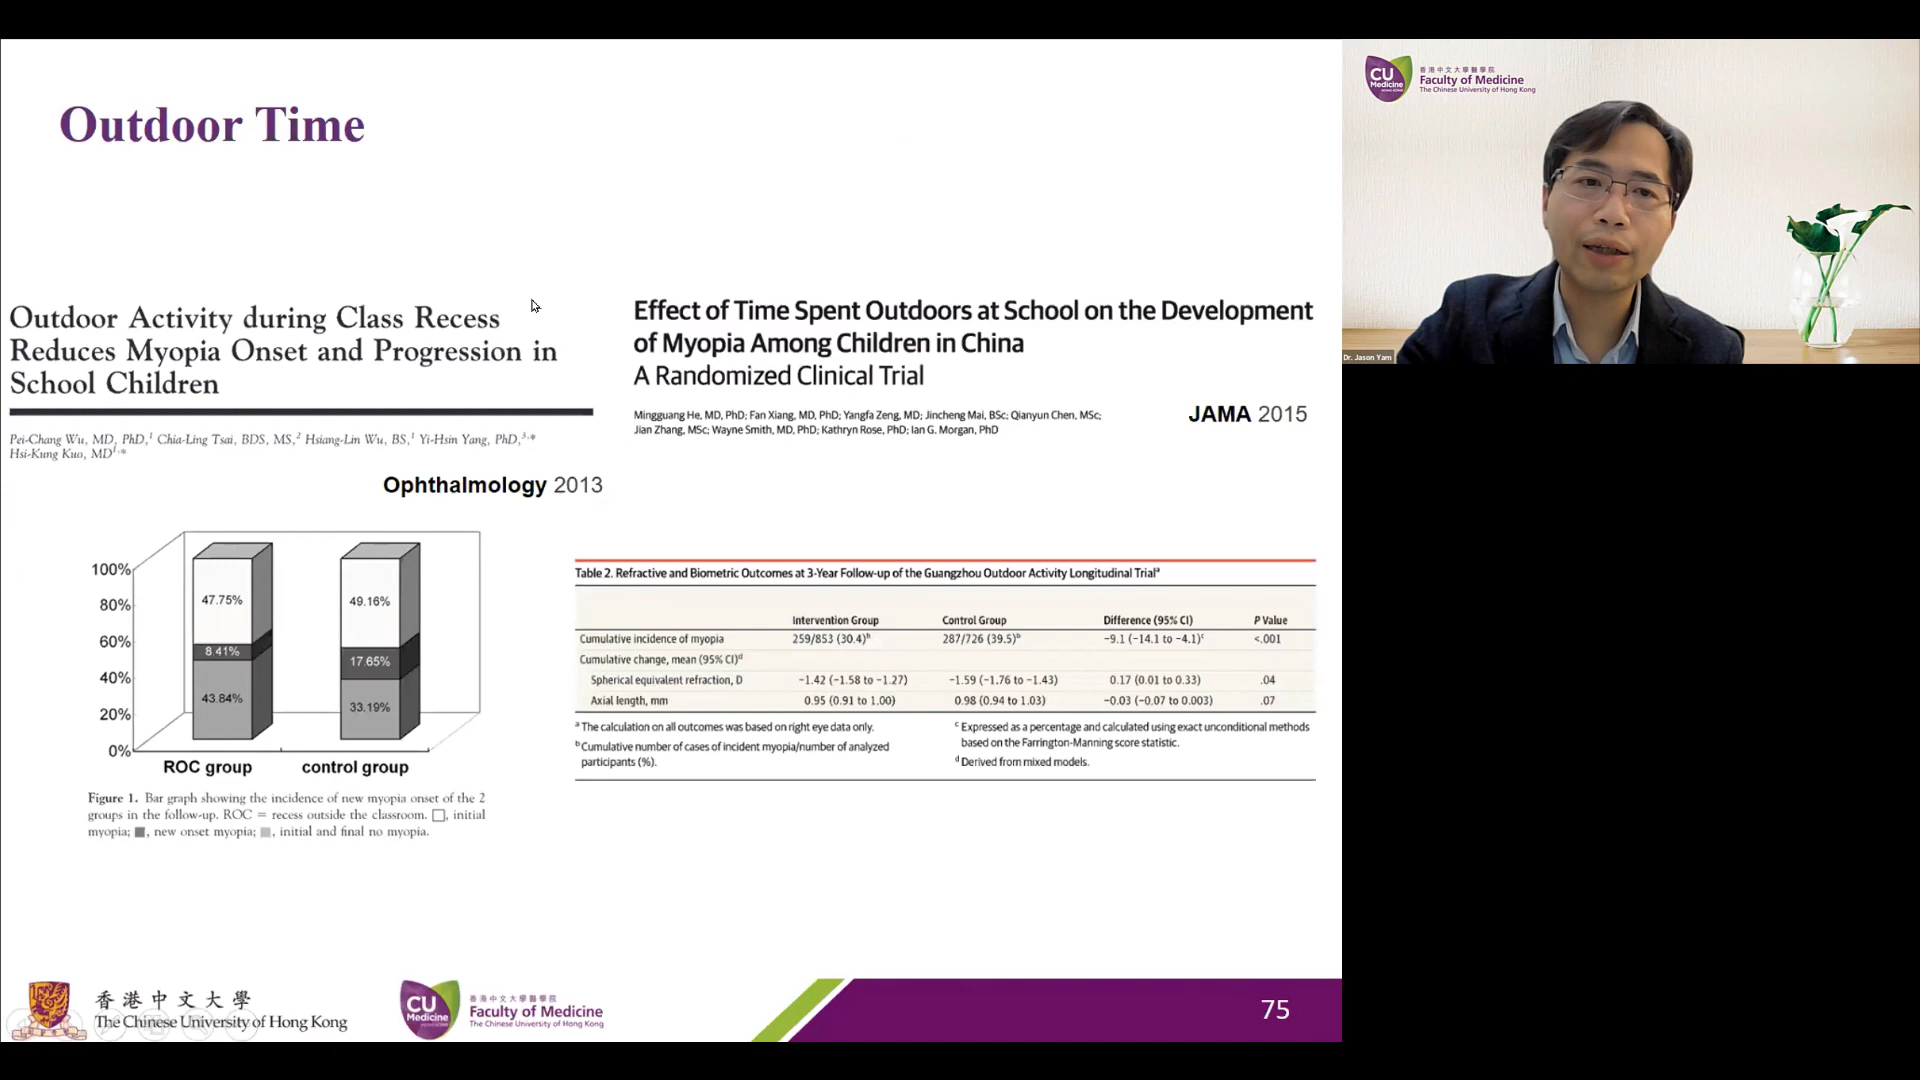 Outdoor Time
Outdoor Activity during Class Recess
Reduces Myopia Onset and Progression in
School Children
Pei-Chang Wu, MD, PhD,1 Chia-Ling Tsai, BDS, MS,2 Hsiang-Lin Wu, BS,1 Yi-Hsin Yang, PhD,3,*
Hsi-Kung Kuo, MD1,*
Ophthalmology 2013
100%
80%
60%
40%
20%
0%
47.75%
8.41%
43.84%
49.16%
17.65%
33.19%
ROC group
control group
Figure 1. Bar graph showing the incidence of new myopia onset of the 2
groups in the follow-up. ROC = recess outside the classroom. □, initial
myopia; ■, new onset myopia; ■, initial and final no myopia.
Effect of Time Spent Outdoors at School on the Development
of Myopia Among Children in China
A Randomized Clinical Trial
Mingguang He, MD, PhD; Fan Xiang, MD, PhD; Yangfa Zeng, MD; Jincheng Mai, BSc; Qianyun Chen, MSc;
Jian Zhang, MSc; Wayne Smith, MD, PhD; Kathryn Rose, PhD; Ian G. Morgan, PhD
JAMA 2015
Table 2. Refractive and Biometric Outcomes at 3-Year Follow-up of the Guangzhou Outdoor Activity Longitudinal Trial a
Intervention Group Control Group Difference (95% CI) P Value
Cumulative incidence of myopia 259/853 (30.4)b 287/726 (39.5)b −9.1 (−14.1 to −4.1)c <.001
Cumulative change, mean (95% CI)d
Spherical equivalent refraction, D −1.42 (−1.58 to −1.27) −1.59 (−1.76 to −1.43) 0.17 (0.01 to 0.33) .04
Axial length, mm 0.95 (0.91 to 1.00) 0.98 (0.94 to 1.03) −0.03 (−0.07 to 0.003) .07
a The calculation on all outcomes was based on right eye data only.
b Cumulative number of cases of incident myopia/number of analyzed
participants (%).
c Expressed as a percentage and calculated using exact unconditional methods
based on the Farrington-Manning score statistic.
d Derived from mixed models.
香港中文大學
The Chinese University of Hong Kong
CU
Medicine
HONG KONG
香港中文大學醫學院
Faculty of Medicine
The Chinese University of Hong Kong
75
CU
Medicine
HONG KONG
香港中文大學醫學院
Faculty of Medicine
The Chinese University of Hong Kong
Dr. Jason Yam